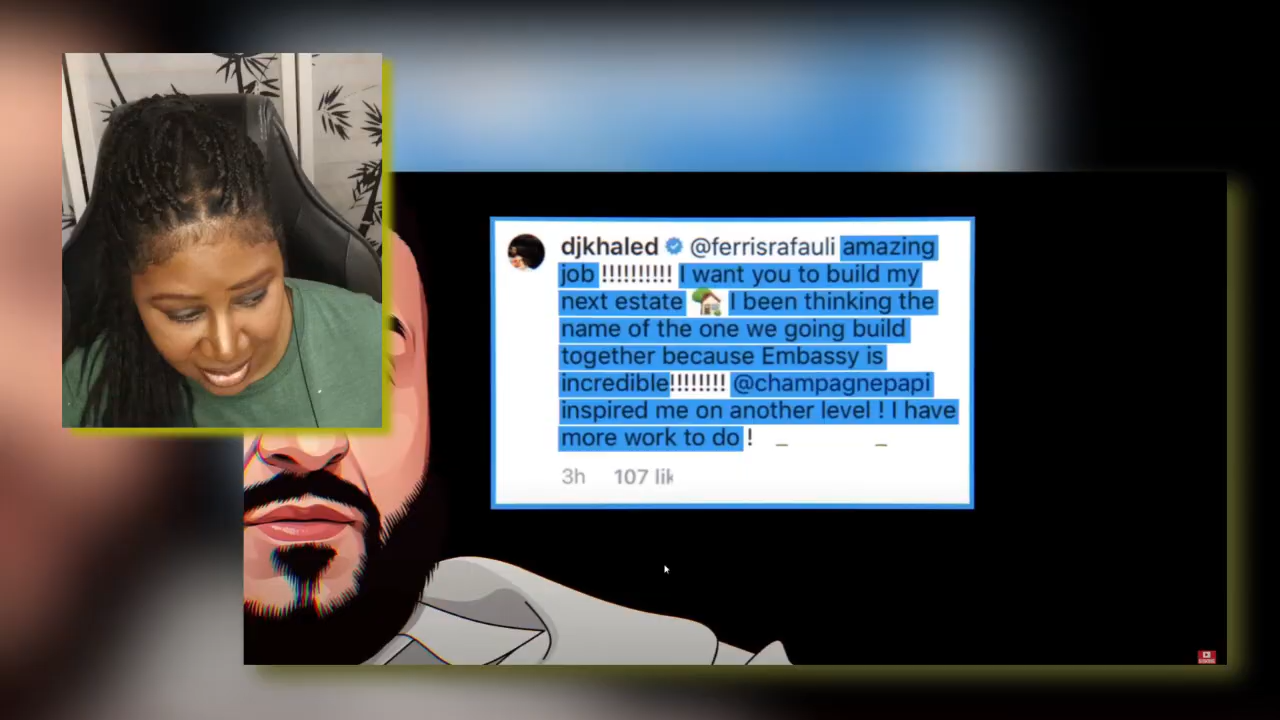 djkhaled @ferrisrafauli amazing
job !!!!!!!!!! I want you to build my
next estate 🏡 I been thinking the
name of the one we going build
together because Embassy is
incredible!!!!!!!! @champagnepapi
inspired me on another level ! I have
more work to do !
3h 107 lik